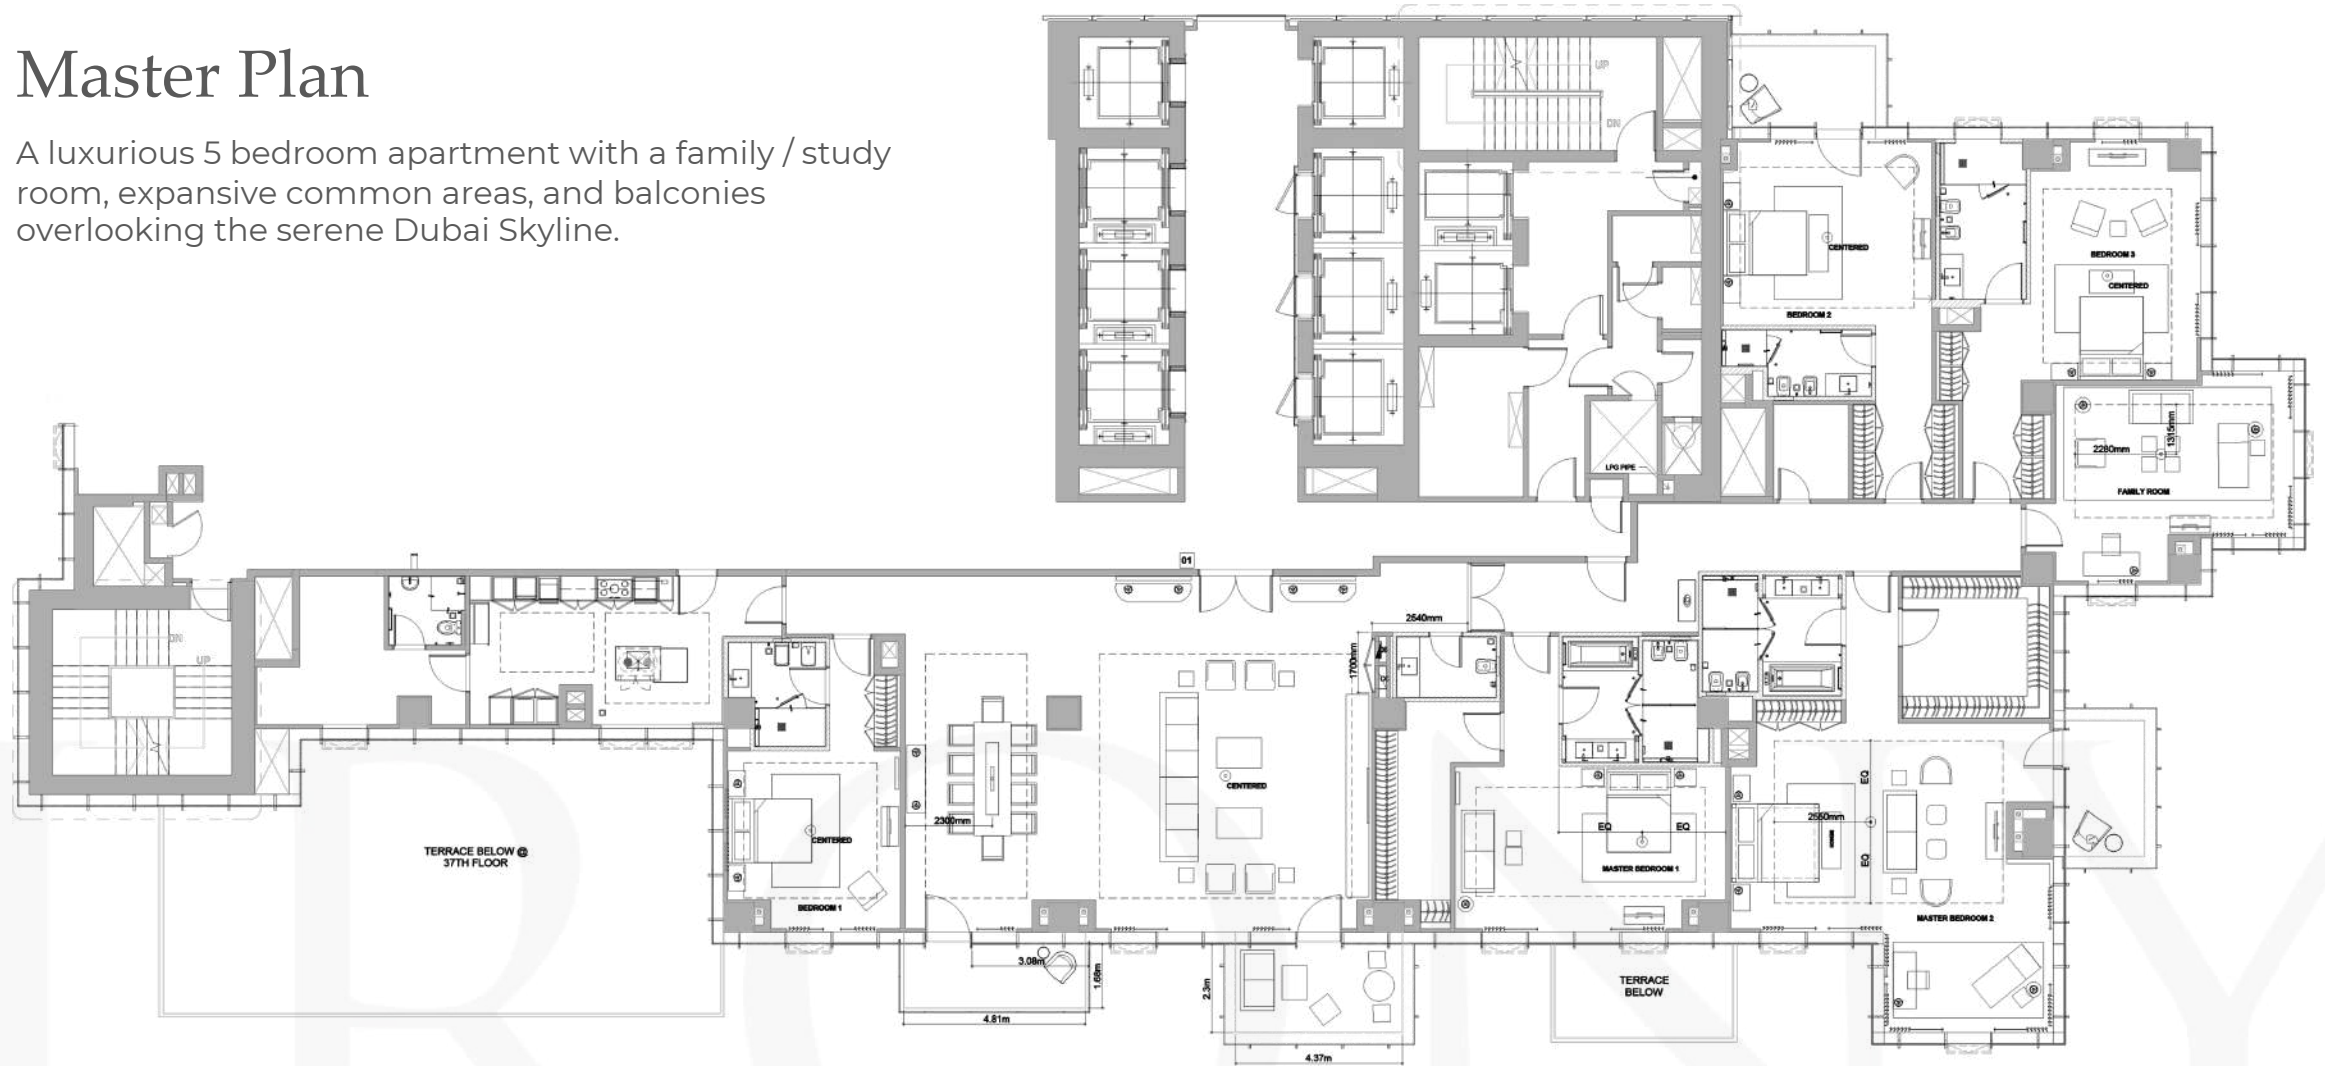 Master Plan
A luxurious 5 bedroom apartment with a family / study
room, expansive common areas, and balconies
overlooking the serene Dubai Skyline.
UP
DN
CENTERED
BEDROOM 2
BEDROOM 3
CENTERED
LPG PIPE
2280mm
1315mm
FAMILY ROOM
01
DN
UP
2540mm
1700mm
CENTERED
2300mm
CENTERED
BEDROOM 1
TERRACE BELOW @
37TH FLOOR
EQ
EQ
MASTER BEDROOM 1
EQ
2550mm
EQ
MASTER BEDROOM 2
3.08m
1.68m
4.81m
2.3m
4.37m
TERRACE
BELOW